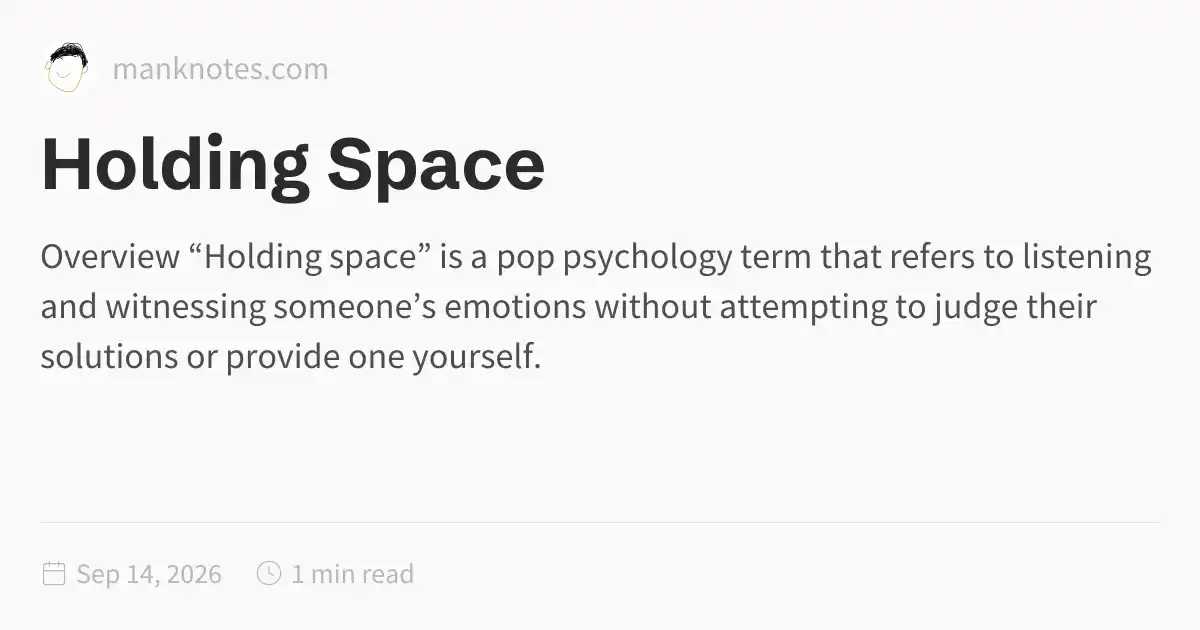 manknotes.com
Holding Space
Overview “Holding space” is a pop psychology term that refers to listening
and witnessing someone’s emotions without attempting to judge their
solutions or provide one yourself.
Sep 14, 2026 1 min read